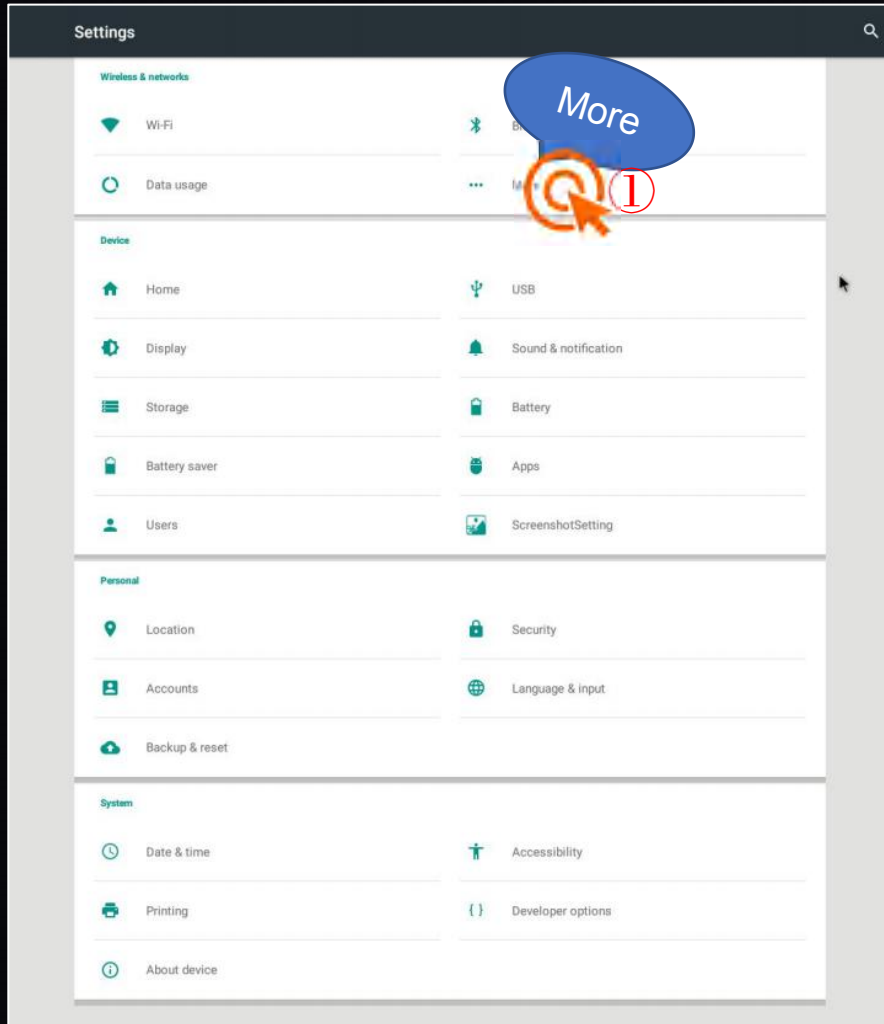 Settings
Wireless & networks
More
Wi-Fi
Data usage
①
Device
Home
USB
Display
Sound & notification
Storage
Battery
Battery saver
Apps
Users
ScreenshotSetting
Personal
Location
Security
Accounts
Language & input
Backup & reset
System
Date & time
Accessibility
Printing
{ }
Developer options
About device